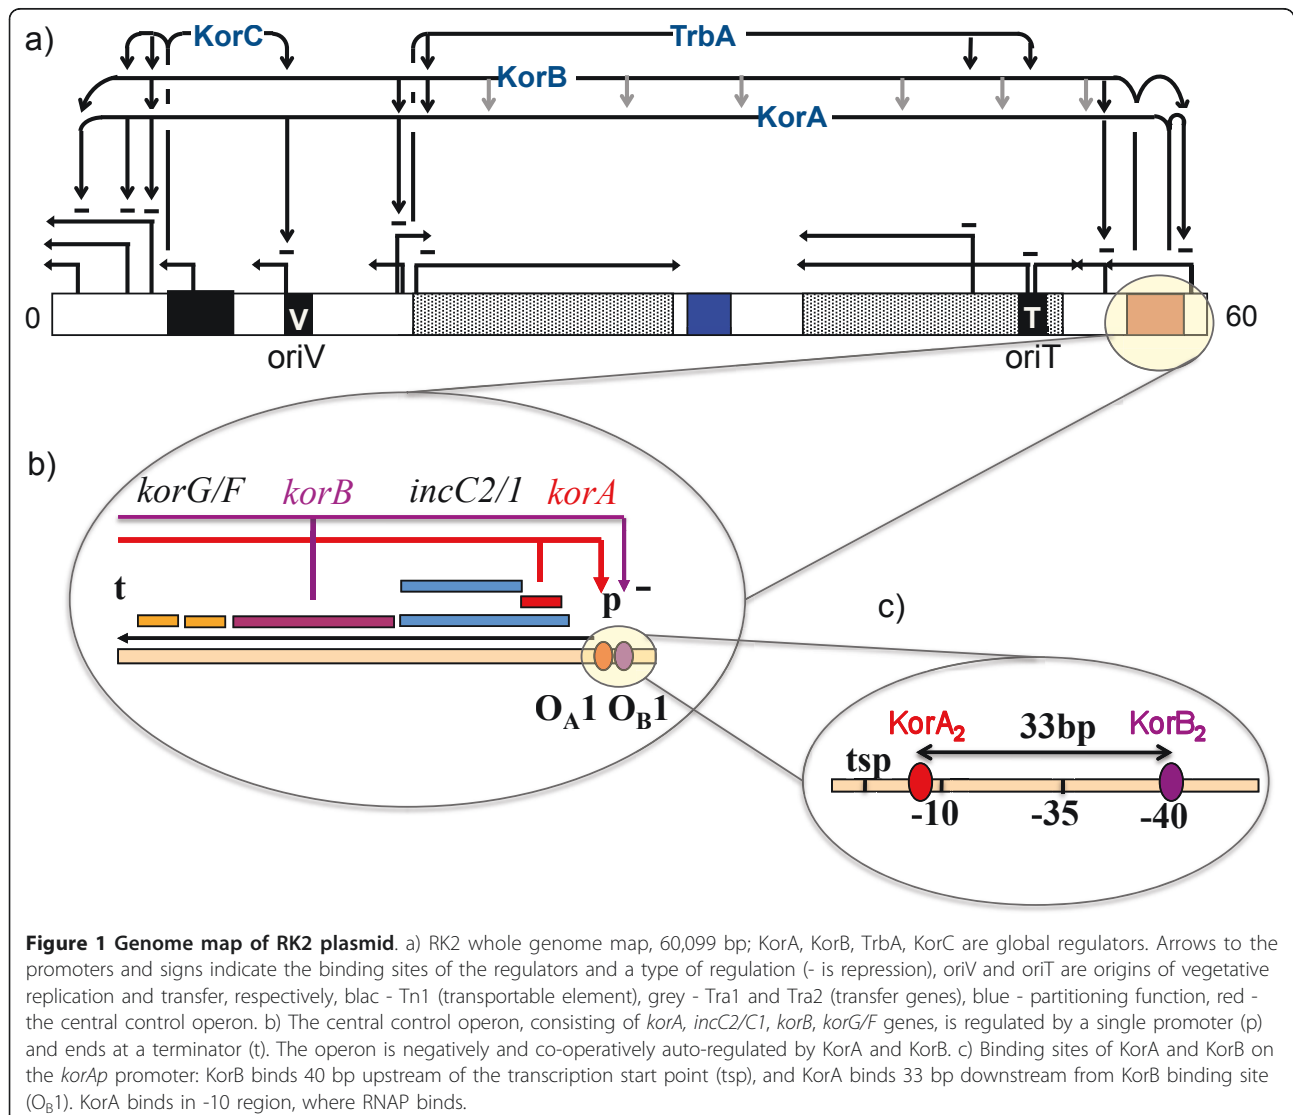 a)
KorC
TrbA
KorB
KorA
0
V
T
60
oriV
oriT
b)
korG/F korB incC2/1 korA
t
p
c)
OA1 OB1
KorA2 33bp KorB2
tsp
-10 -35 -40
Figure 1 Genome map of RK2 plasmid. a) RK2 whole genome map, 60,099 bp; KorA, KorB, TrbA, KorC are global regulators. Arrows to the
promoters and signs indicate the binding sites of the regulators and a type of regulation (- is repression), oriV and oriT are origins of vegetative
replication and transfer, respectively, blac - Tn1 (transportable element), grey - Tra1 and Tra2 (transfer genes), blue - partitioning function, red -
the central control operon. b) The central control operon, consisting of korA, incC2/C1, korB, korG/F genes, is regulated by a single promoter (p)
and ends at a terminator (t). The operon is negatively and co-operatively auto-regulated by KorA and KorB. c) Binding sites of KorA and KorB on
the korAp promoter: KorB binds 40 bp upstream of the transcription start point (tsp), and KorA binds 33 bp downstream from KorB binding site
(OB1). KorA binds in -10 region, where RNAP binds.